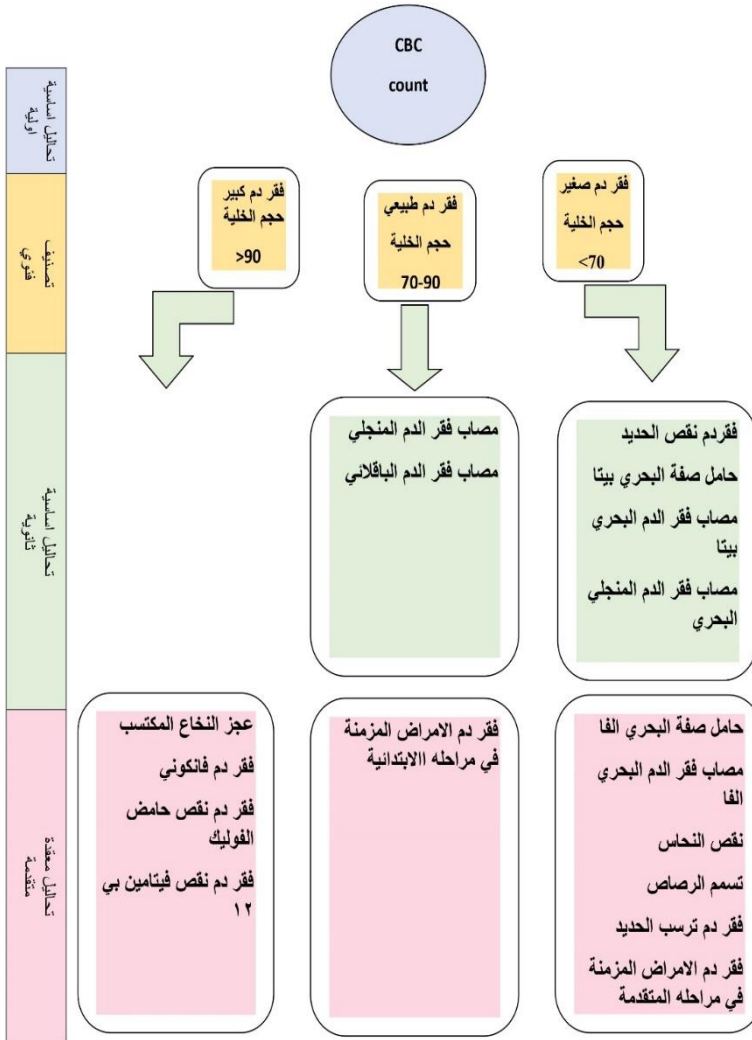 CBC
count
تحاليل اساسية
اولية
فقر دم صغير
حجم الخلية
<70
فقر دم طبيعي
حجم الخلية
70-90
فقر دم كبير
حجم الخلية
>90
تصنيف
فئوي
فقردم نقص الحديد
حامل صفة البحري بيتا
مصاب فقر الدم البحري
بيتا
مصاب فقر الدم المنجلي
البحري
مصاب فقر الدم المنجلي
مصاب فقر الدم الباقلائي
تحاليل اساسية
ثانوية
حامل صفة البحري الفا
مصاب فقر الدم البحري
الفا
نقص النحاس
تسمم الرصاص
فقر دم ترسب الحديد
فقر دم الامراض المزمنة
في مراحله المتقدمة
فقر دم الامراض المزمنة
في مراحله االابتدائية
عجز النخاع المكتسب
فقر دم فانكوني
فقر دم نقص حامض
الفوليك
فقر دم نقص فيتامين بي
١٢
تحاليل معقدة
متقدمة